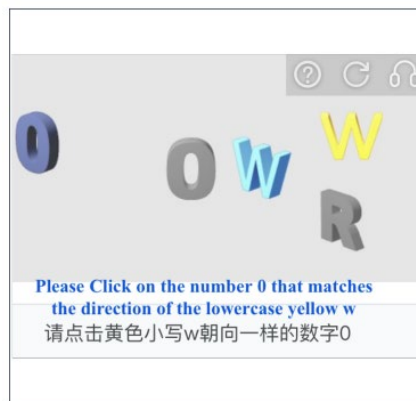 O O W W
R
Please Click on the number 0 that matches
the direction of the lowercase yellow w
请点击黄色小写w朝向一样的数字0